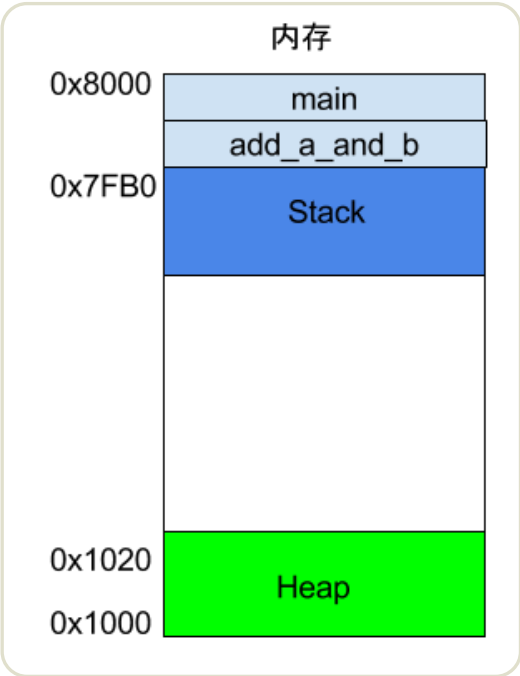 内存
0x8000
main
add_a_and_b
0x7FB0
Stack
0x1020
Heap
0x1000